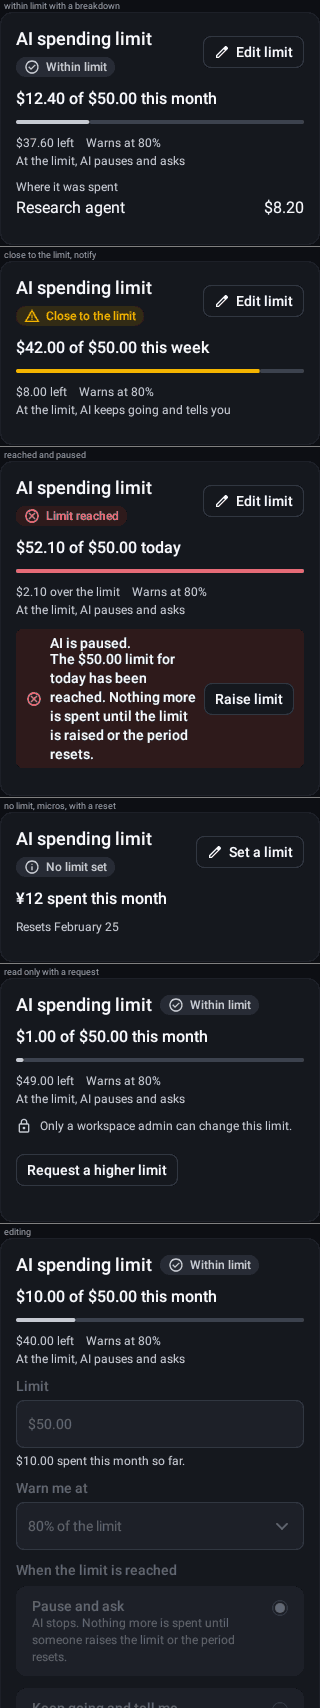 within limit with a breakdown
AI spending limit
Edit limit
Within limit
$12.40 of $50.00 this month
$37.60 left Warns at 80%
At the limit, AI pauses and asks
Where it was spent
Research agent $8.20
close to the limit, notify
AI spending limit
Edit limit
Close to the limit
$42.00 of $50.00 this week
$8.00 left Warns at 80%
At the limit, AI keeps going and tells you
reached and paused
AI spending limit
Edit limit
Limit reached
$52.10 of $50.00 today
$2.10 over the limit Warns at 80%
At the limit, AI pauses and asks
AI is paused.
The $50.00 limit for
today has been
reached. Nothing more
is spent until the limit
is raised or the period
resets.
Raise limit
no limit, micros, with a reset
AI spending limit
Set a limit
No limit set
¥12 spent this month
Resets February 25
read only with a request
AI spending limit Within limit
$1.00 of $50.00 this month
$49.00 left Warns at 80%
At the limit, AI pauses and asks
Only a workspace admin can change this limit.
Request a higher limit
editing
AI spending limit Within limit
$10.00 of $50.00 this month
$40.00 left Warns at 80%
At the limit, AI pauses and asks
Limit
$50.00
$10.00 spent this month so far.
Warn me at
80% of the limit
When the limit is reached
Pause and ask
AI stops. Nothing more is spent until
someone raises the limit or the period
resets.
Keep going and tell me